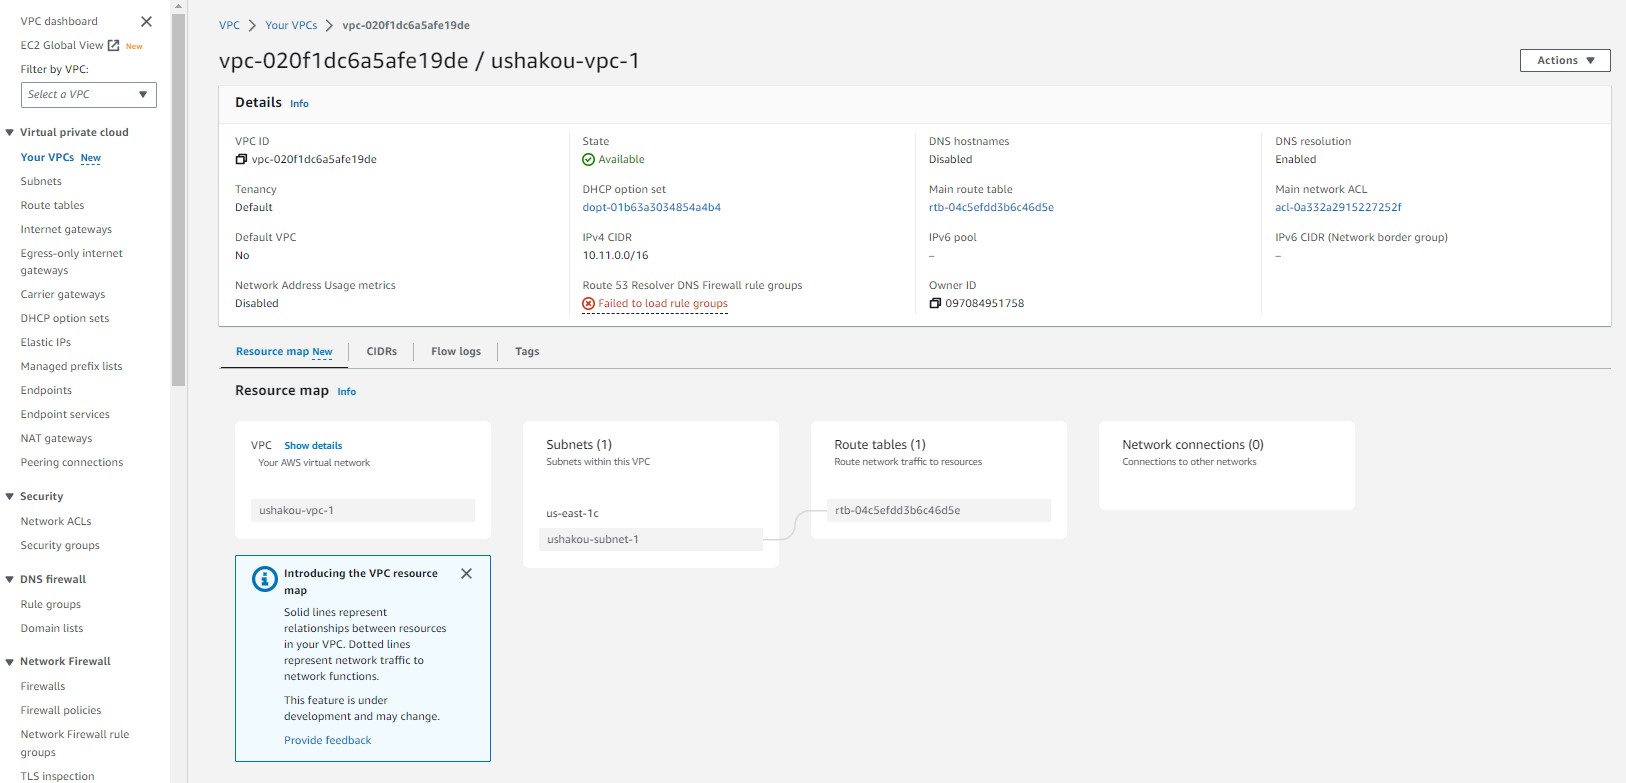 VPC dashboard
EC2 Global View New
Filter by VPC:
Select a VPC
Virtual private cloud
Your VPCs New
Subnets
Route tables
Internet gateways
Egress-only internet
gateways
Carrier gateways
DHCP option sets
Elastic IPs
Managed prefix lists
Endpoints
Endpoint services
NAT gateways
Peering connections
Security
Network ACLs
Security groups
DNS firewall
Rule groups
Domain lists
Network Firewall
Firewalls
Firewall policies
Network Firewall rule
groups
TLS inspection
VPC > Your VPCs > vpc-020f1dc6a5afe19de
vpc-020f1dc6a5afe19de / ushakou-vpc-1
Actions
Details Info
VPC ID
vpc-020f1dc6a5afe19de
State
Available
DNS hostnames
Disabled
DNS resolution
Enabled
Tenancy
Default
DHCP option set
dopt-01b63a3034854a4b4
Main route table
rtb-04c5efdd3b6c46d5e
Main network ACL
acl-0a332a2915227252f
Default VPC
No
IPv4 CIDR
10.11.0.0/16
IPv6 pool
–
IPv6 CIDR (Network border group)
–
Network Address Usage metrics
Disabled
Route 53 Resolver DNS Firewall rule groups
Failed to load rule groups
Owner ID
097084951758
Resource map New
CIDRs
Flow logs
Tags
Resource map Info
VPC Show details
Your AWS virtual network
ushakou-vpc-1
Subnets (1)
Subnets within this VPC
us-east-1c
ushakou-subnet-1
Route tables (1)
Route network traffic to resources
rtb-04c5efdd3b6c46d5e
Network connections (0)
Connections to other networks
Introducing the VPC resource
map
Solid lines represent
relationships between resources
in your VPC. Dotted lines
represent network traffic to
network functions.
This feature is under
development and may change.
Provide feedback